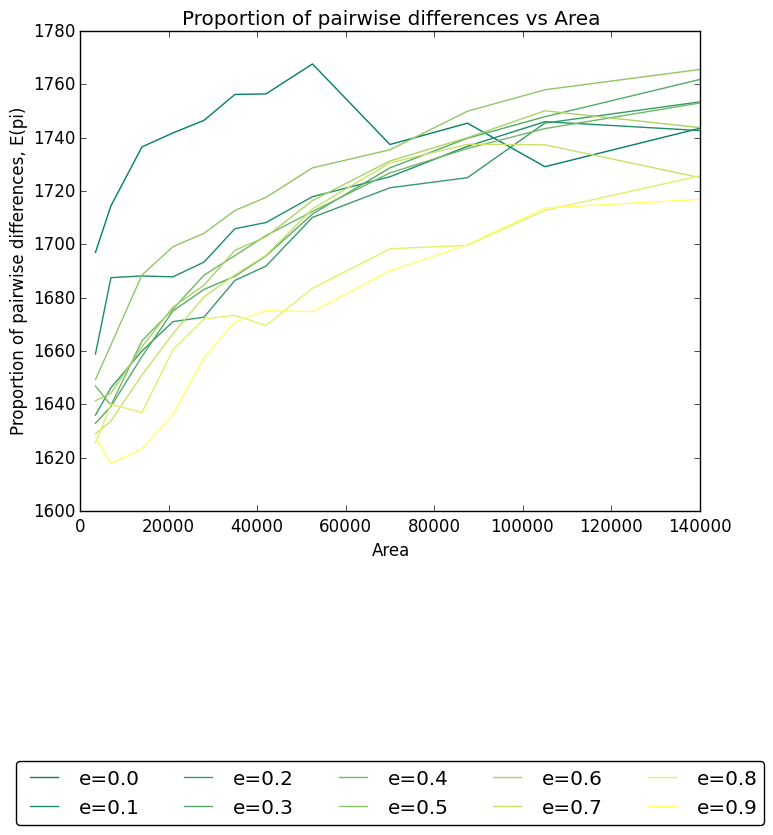 Proportion of pairwise differences vs Area
Proportion of pairwise differences, E(pi)
1780
1760
1740
1720
1700
1680
1660
1640
1620
1600
0 20000 40000 60000 80000 100000 120000 140000
Area
e=0.0 e=0.2 e=0.4 e=0.6 e=0.8
e=0.1 e=0.3 e=0.5 e=0.7 e=0.9